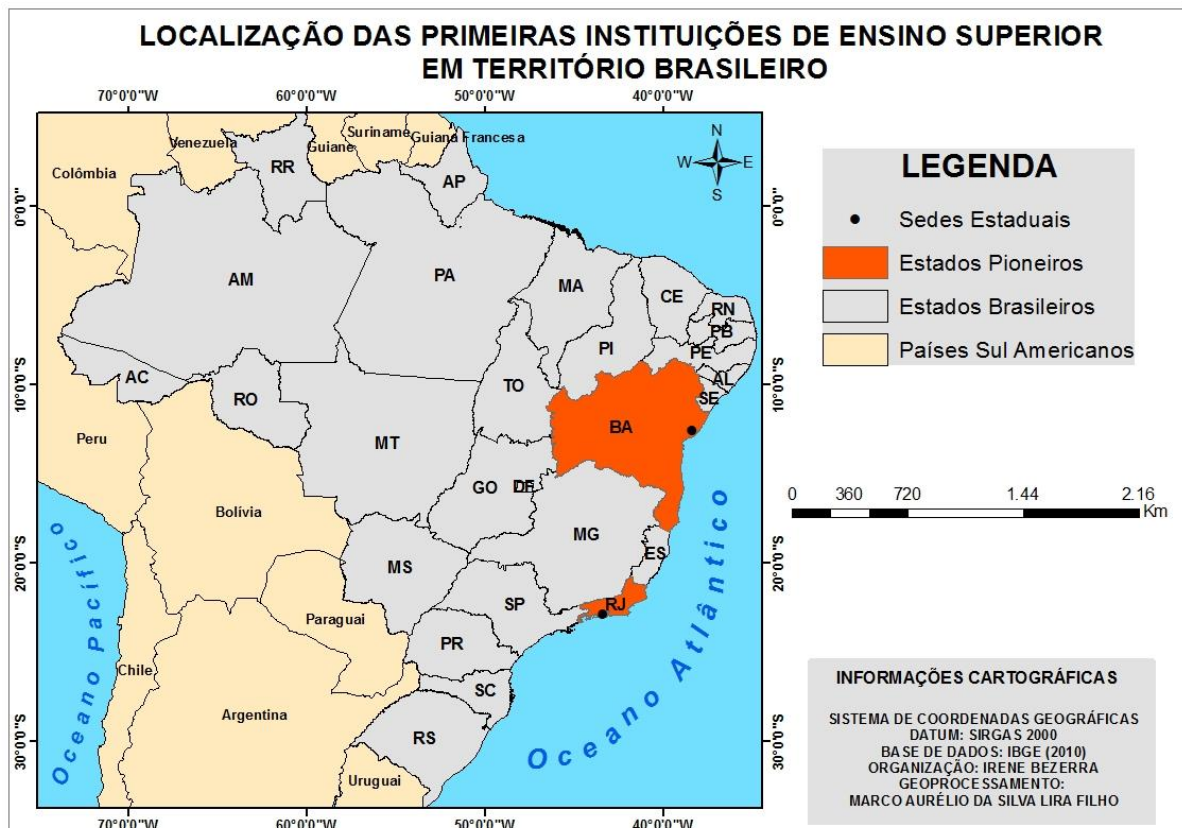 LOCALIZAÇÃO DAS PRIMEIRAS INSTITUIÇÕES DE ENSINO SUPERIOR
EM TERRITÓRIO BRASILEIRO
70°0'0"W 60°0'0"W 50°0'0"W 40°0'0"W
Venezuela
Guiane
Suriname
Guiana Francesa
Colômbia
RR
AP
N
W E
S
0°0'0"
0°0'0"
AM
PA
MA
CE
RN
PB
PI
PE
AL
SE
AC
10°0'0"S
10°0'0"S
RO
TO
BA
Peru
MT
GO
DF
Bolívia
MG
ES
20°0'0"S
20°0'0"S
MS
SP
RJ
Paraguai
PR
Chile
SC
Argentina
RS
30°0'0"S
30°0'0"S
Uruguai
Oceano Pacífico
Oceano Atlântico
70°0'0"W 60°0'0"W 50°0'0"W 40°0'0"W
LEGENDA
Sedes Estaduais
Estados Pioneiros
Estados Brasileiros
Países Sul Americanos
0 360 720 1.44 2.16
Km
INFORMAÇÕES CARTOGRÁFICAS
SISTEMA DE COORDENADAS GEOGRÁFICAS
DATUM: SIRGAS 2000
BASE DE DADOS: IBGE (2010)
ORGANIZAÇÃO: IRENE BEZERRA
GEOPROCESSAMENTO:
MARCO AURÉLIO DA SILVA LIRA FILHO